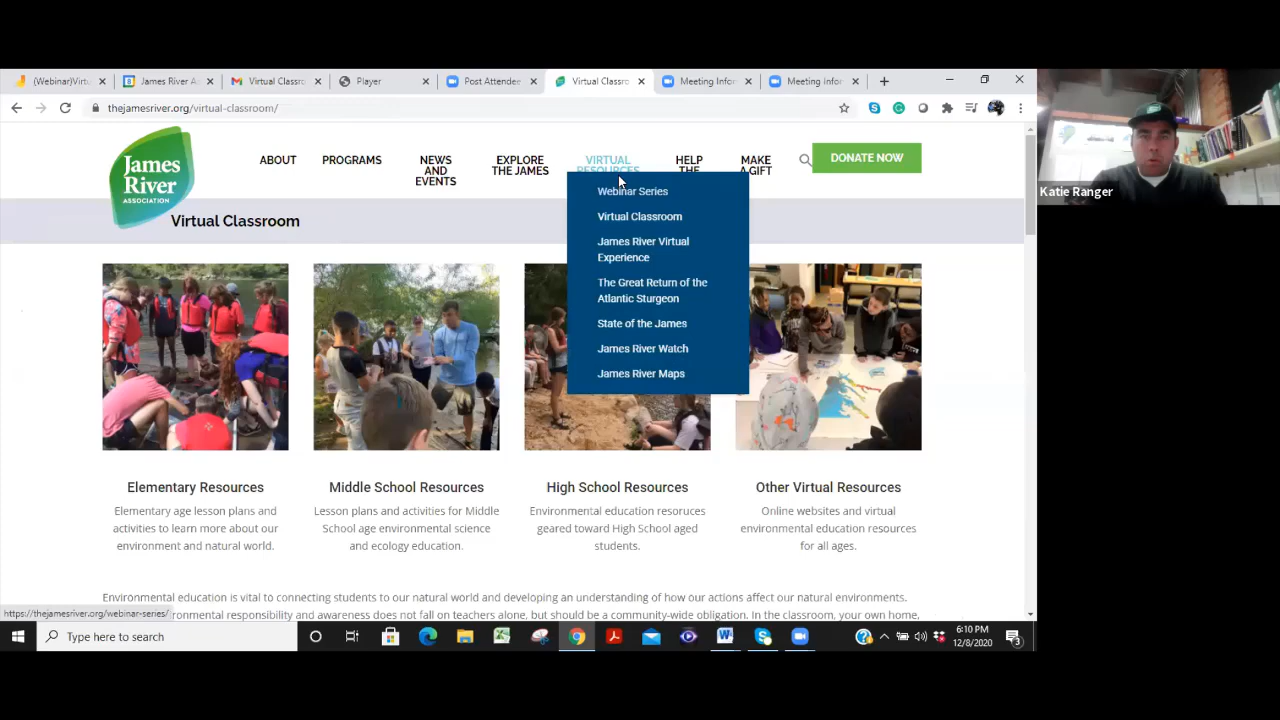 (Webinar)Virtu
James River A
Virtual Classro
Player
Post Attendee
Virtual Classro
Meeting Infor
Meeting Infor
thejamesriver.org/virtual-classroom/
James
River
ASSOCIATION
ABOUT
PROGRAMS
NEWS
AND
EVENTS
EXPLORE
THE JAMES
VIRTUAL
RESOURCES
HELP
THE
MAKE
A GIFT
DONATE NOW
Katie Ranger
Virtual Classroom
Webinar Series
Virtual Classroom
James River Virtual
Experience
The Great Return of the
Atlantic Sturgeon
State of the James
James River Watch
James River Maps
Elementary Resources
Elementary age lesson plans and
activities to learn more about our
environment and natural world.
Middle School Resources
Lesson plans and activities for Middle
School age environmental science
and ecology education.
High School Resources
Environmental education resoruces
geared toward High School aged
students.
Other Virtual Resources
Online websites and virtual
environmental education resources
for all ages.
Environmental education is vital to connecting students to our natural world and developing an understanding of how our actions affect our natural environments.
https://thejamesriver.org/webinar-series/
ronmental responsibility and awareness does not fall on teachers alone, but should be a community-wide obligation. In the classroom, your own home,
Type here to search
6:10 PM
12/8/2020
3